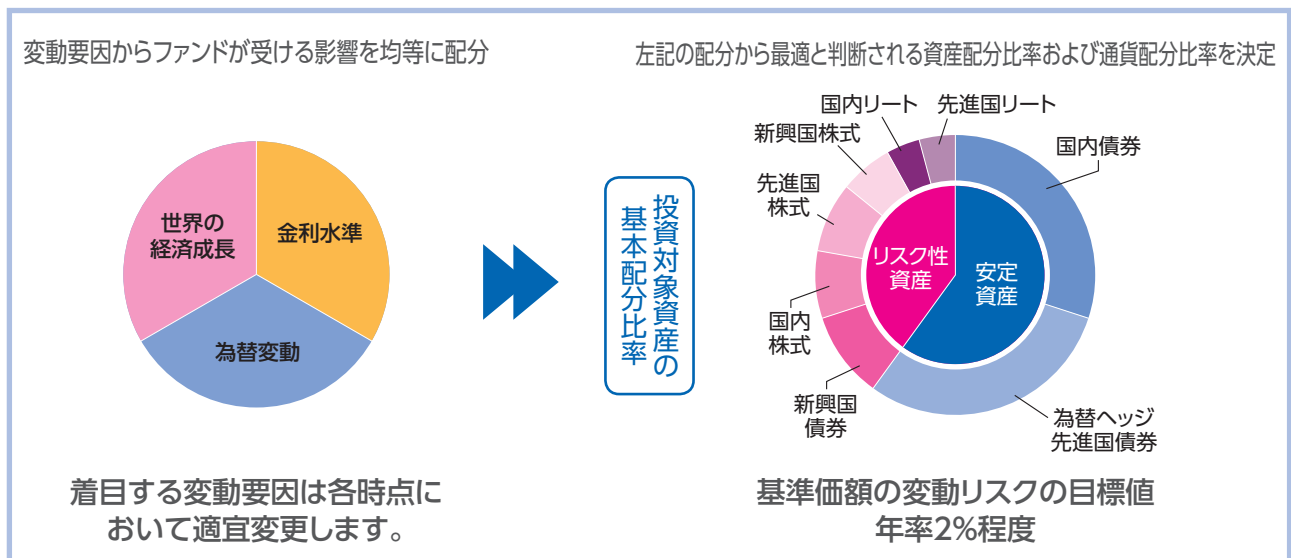 変動要因からファンドが受ける影響を均等に配分
世界の
経済成長
金利水準
為替変動
着目する変動要因は各時点に
おいて適宜変更します。
投資対象資産の
基本配分比率
左記の配分から最適と判断される資産配分比率および通貨配分比率を決定
国内リート
先進国リート
新興国株式
国内債券
先進国
株式
リスク性
資産
安定
資産
国内
株式
新興国
債券
為替ヘッジ
先進国債券
基準価額の変動リスクの目標値
年率2%程度